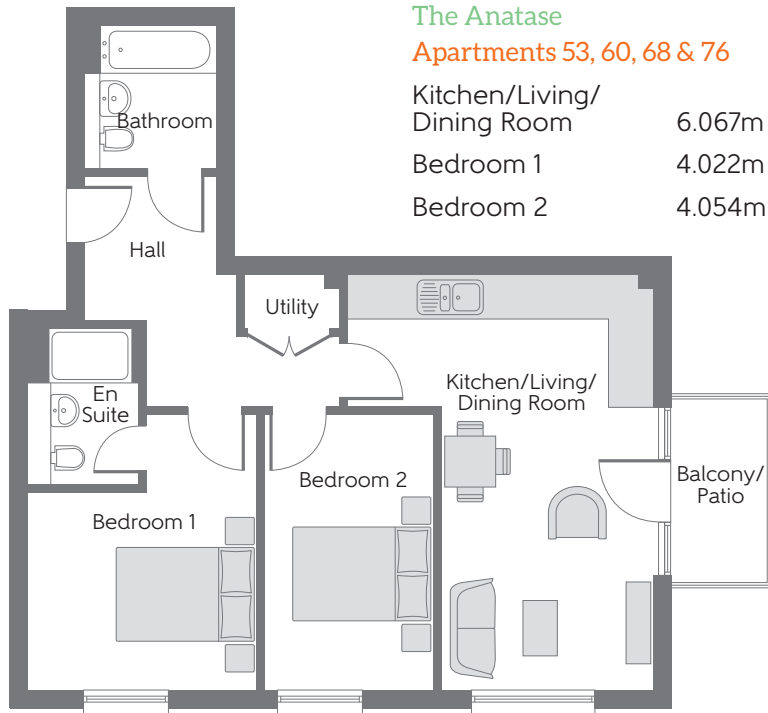 The Anatase
Apartments 53, 60, 68 & 76
Kitchen/Living/
Dining Room 6.067m
Bedroom 1 4.022m
Bedroom 2 4.054m
Bathroom
Hall
Utility
Kitchen/Living/
Dining Room
En
Suite
Balcony/
Patio
Bedroom 1
Bedroom 2